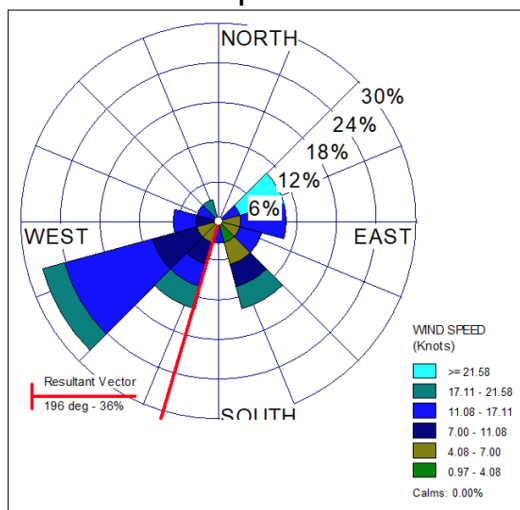 NORTH
30%
24%
18%
12%
6%
WEST
EAST
SOUTH
Resultant Vector
196 deg - 36%
WIND SPEED
(Knots)
>= 21.58
17.11 - 21.58
11.08 - 17.11
7.00 - 11.08
4.08 - 7.00
0.97 - 4.08
Calms: 0.00%